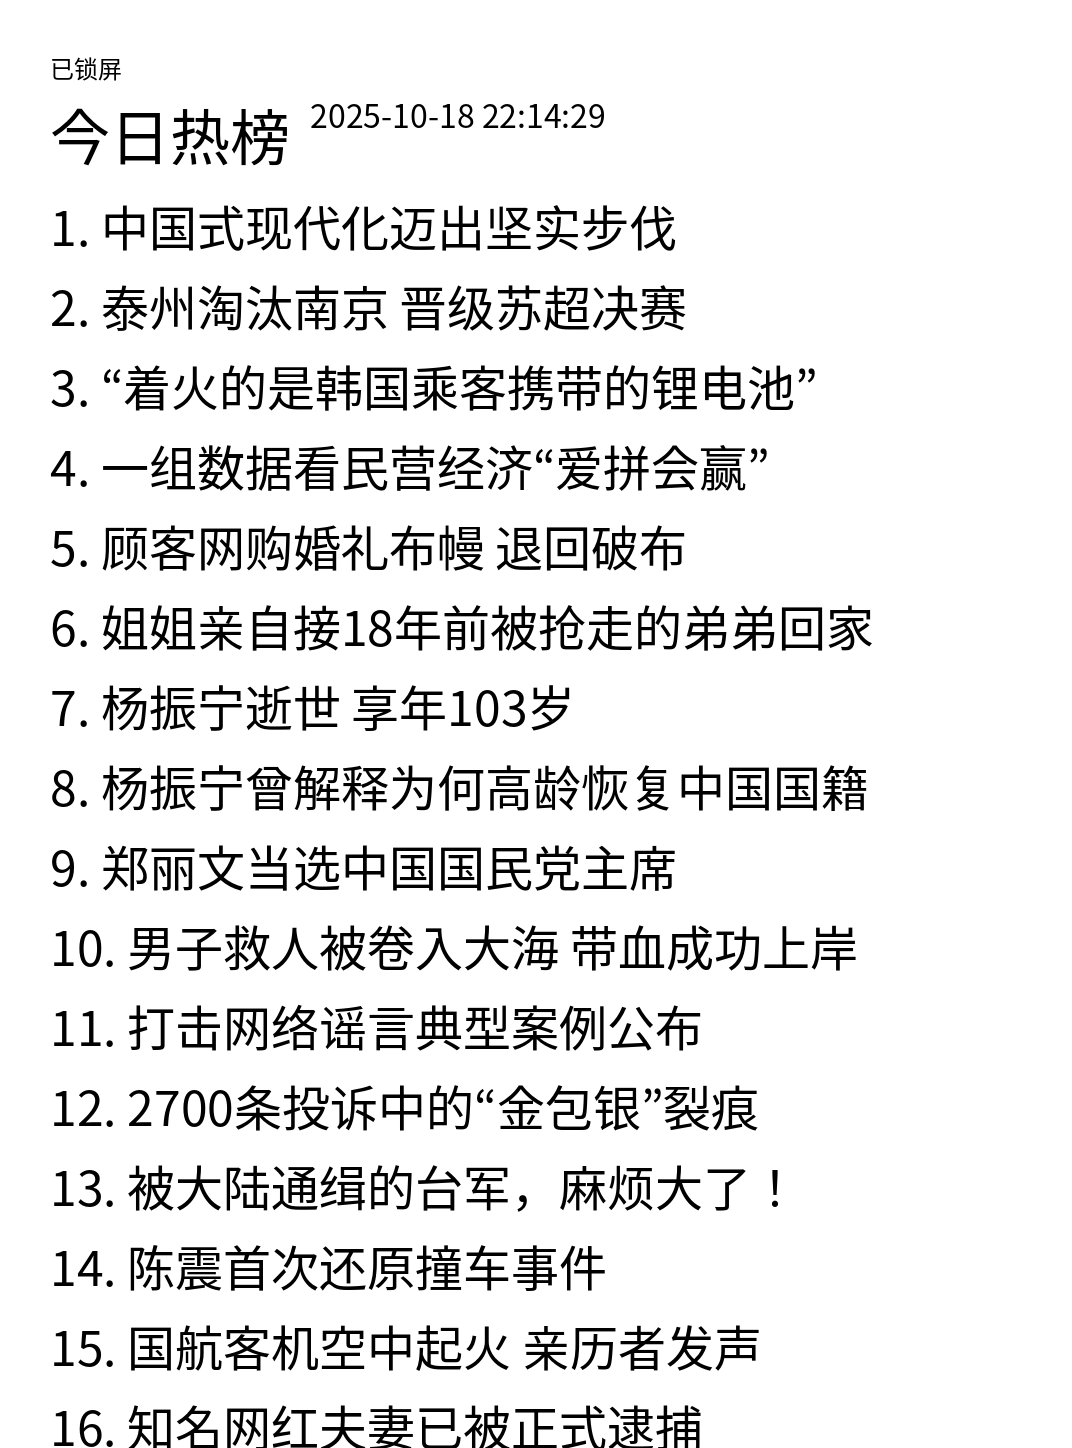 已锁屏
今日热榜 2025-10-18 22:14:29
1. 中国式现代化迈出坚实步伐
2. 泰州淘汰南京 晋级苏超决赛
3. “着火的是韩国乘客携带的锂电池”
4. 一组数据看民营经济“爱拼会赢”
5. 顾客网购婚礼布幔 退回破布
6. 姐姐亲自接18年前被抢走的弟弟回家
7. 杨振宁逝世 享年103岁
8. 杨振宁曾解释为何高龄恢复中国国籍
9. 郑丽文当选中国国民党主席
10. 男子救人被卷入大海 带血成功上岸
11. 打击网络谣言典型案例公布
12. 2700条投诉中的“金包银”裂痕
13. 被大陆通缉的台军，麻烦大了！
14. 陈震首次还原撞车事件
15. 国航客机空中起火 亲历者发声
16. 知名网红夫妻已被正式逮捕